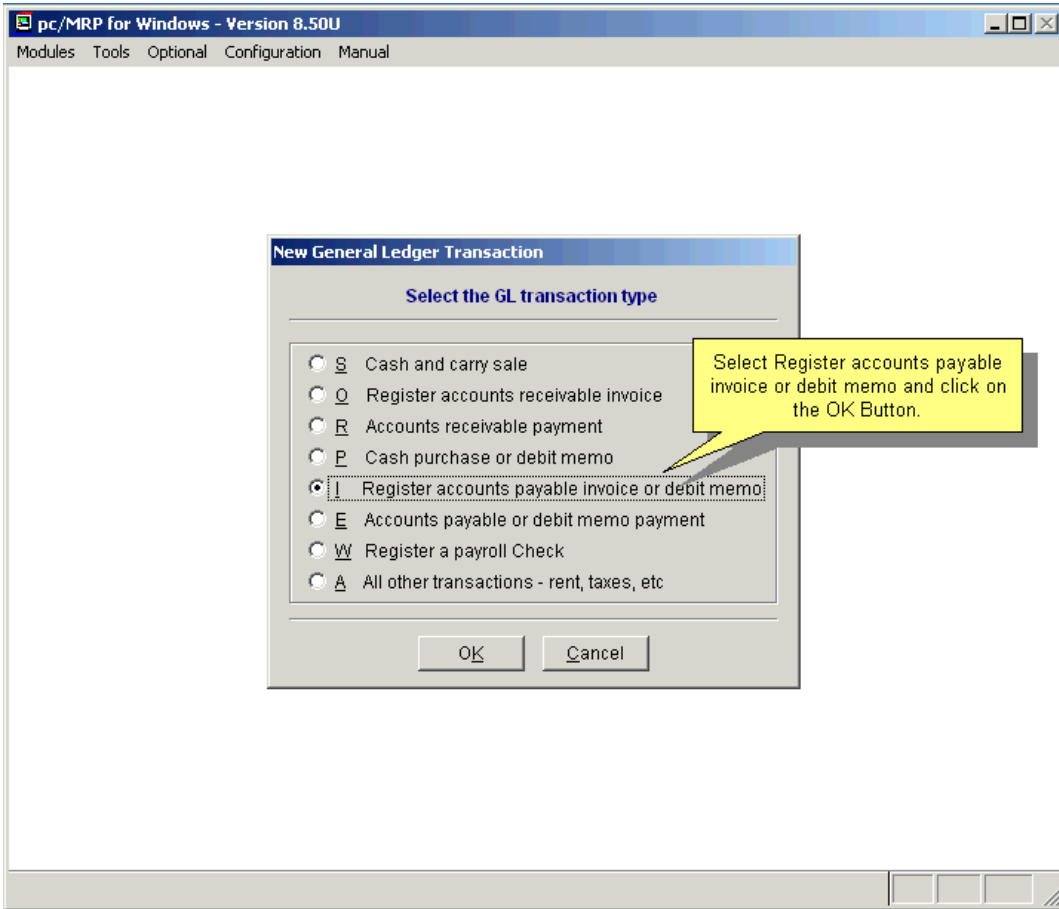 pc/MRP for Windows - Version 8.50U
Modules Tools Optional Configuration Manual
New General Ledger Transaction
Select the GL transaction type
S Cash and carry sale
O Register accounts receivable invoice
R Accounts receivable payment
P Cash purchase or debit memo
I Register accounts payable invoice or debit memo
E Accounts payable or debit memo payment
W Register a payroll Check
A All other transactions - rent, taxes, etc
Select Register accounts payable
invoice or debit memo and click on
the OK Button.
OK Cancel